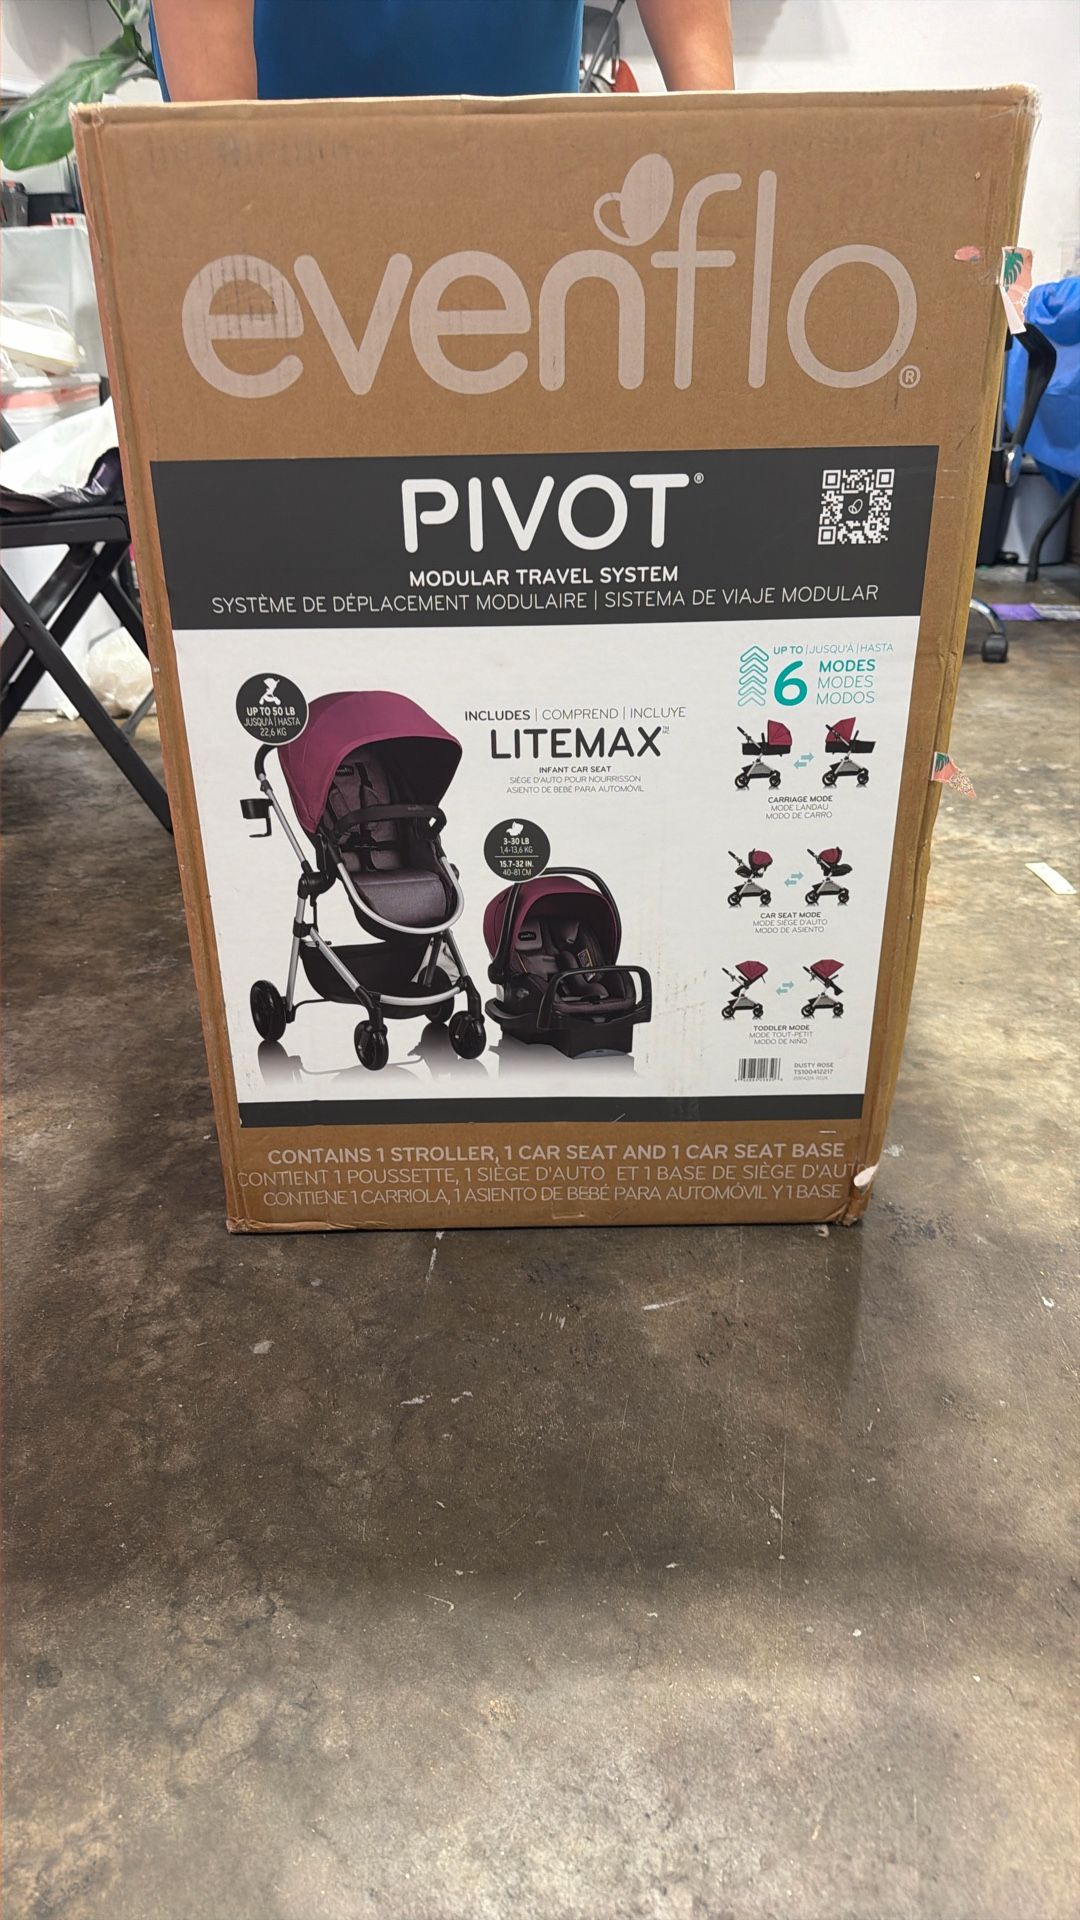 evenflo®
PIVOT®
MODULAR TRAVEL SYSTEM
SYSTÈME DE DÉPLACEMENT MODULAIRE | SISTEMA DE VIAJE MODULAR
UP TO 50 LB
JUSQU'À | HASTA
22,6 KG
INCLUDES | COMPREND | INCLUYE
LITEMAX
INFANT CAR SEAT
SIÈGE D'AUTO POUR NOURRISSON
ASIENTO DE BEBÉ PARA AUTOMÓVIL
3-30 LB
1,4-13,6 KG
15.7-32 IN.
40-81 CM
UP TO | JUSQU'À | HASTA
6 MODES
MODES
MODOS
CARRIAGE MODE
MODE LANDAU
MODO DE CARRO
CAR SEAT MODE
MODE SIÈGE D'AUTO
MODO DE ASIENTO
TODDLER MODE
MODE TOUT-PETIT
MODO DE NIÑO
DUSTY ROSE
TS100412217
CONTAINS 1 STROLLER, 1 CAR SEAT AND 1 CAR SEAT BASE
CONTIENT 1 POUSSETTE, 1 SIÈGE D'AUTO ET 1 BASE DE SIÈGE D'AUTO
CONTIENE 1 CARRIOLA, 1 ASIENTO DE BEBÉ PARA AUTOMÓVIL Y 1 BASE